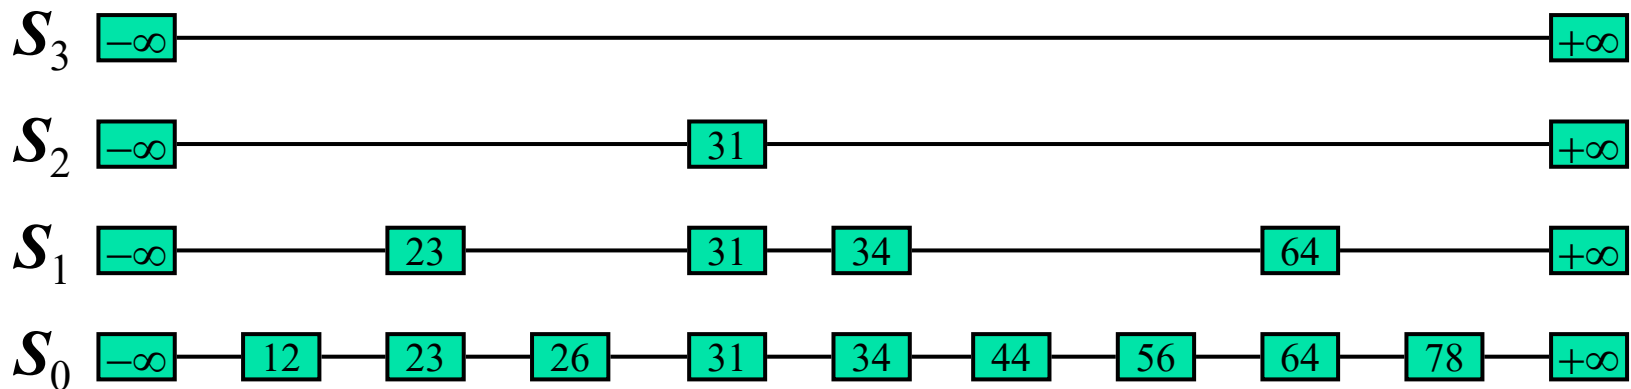 S₃ −∞ +∞
S₂ −∞ 31 +∞
S₁ −∞ 23 31 34 64 +∞
S₀ −∞ 12 23 26 31 34 44 56 64 78 +∞